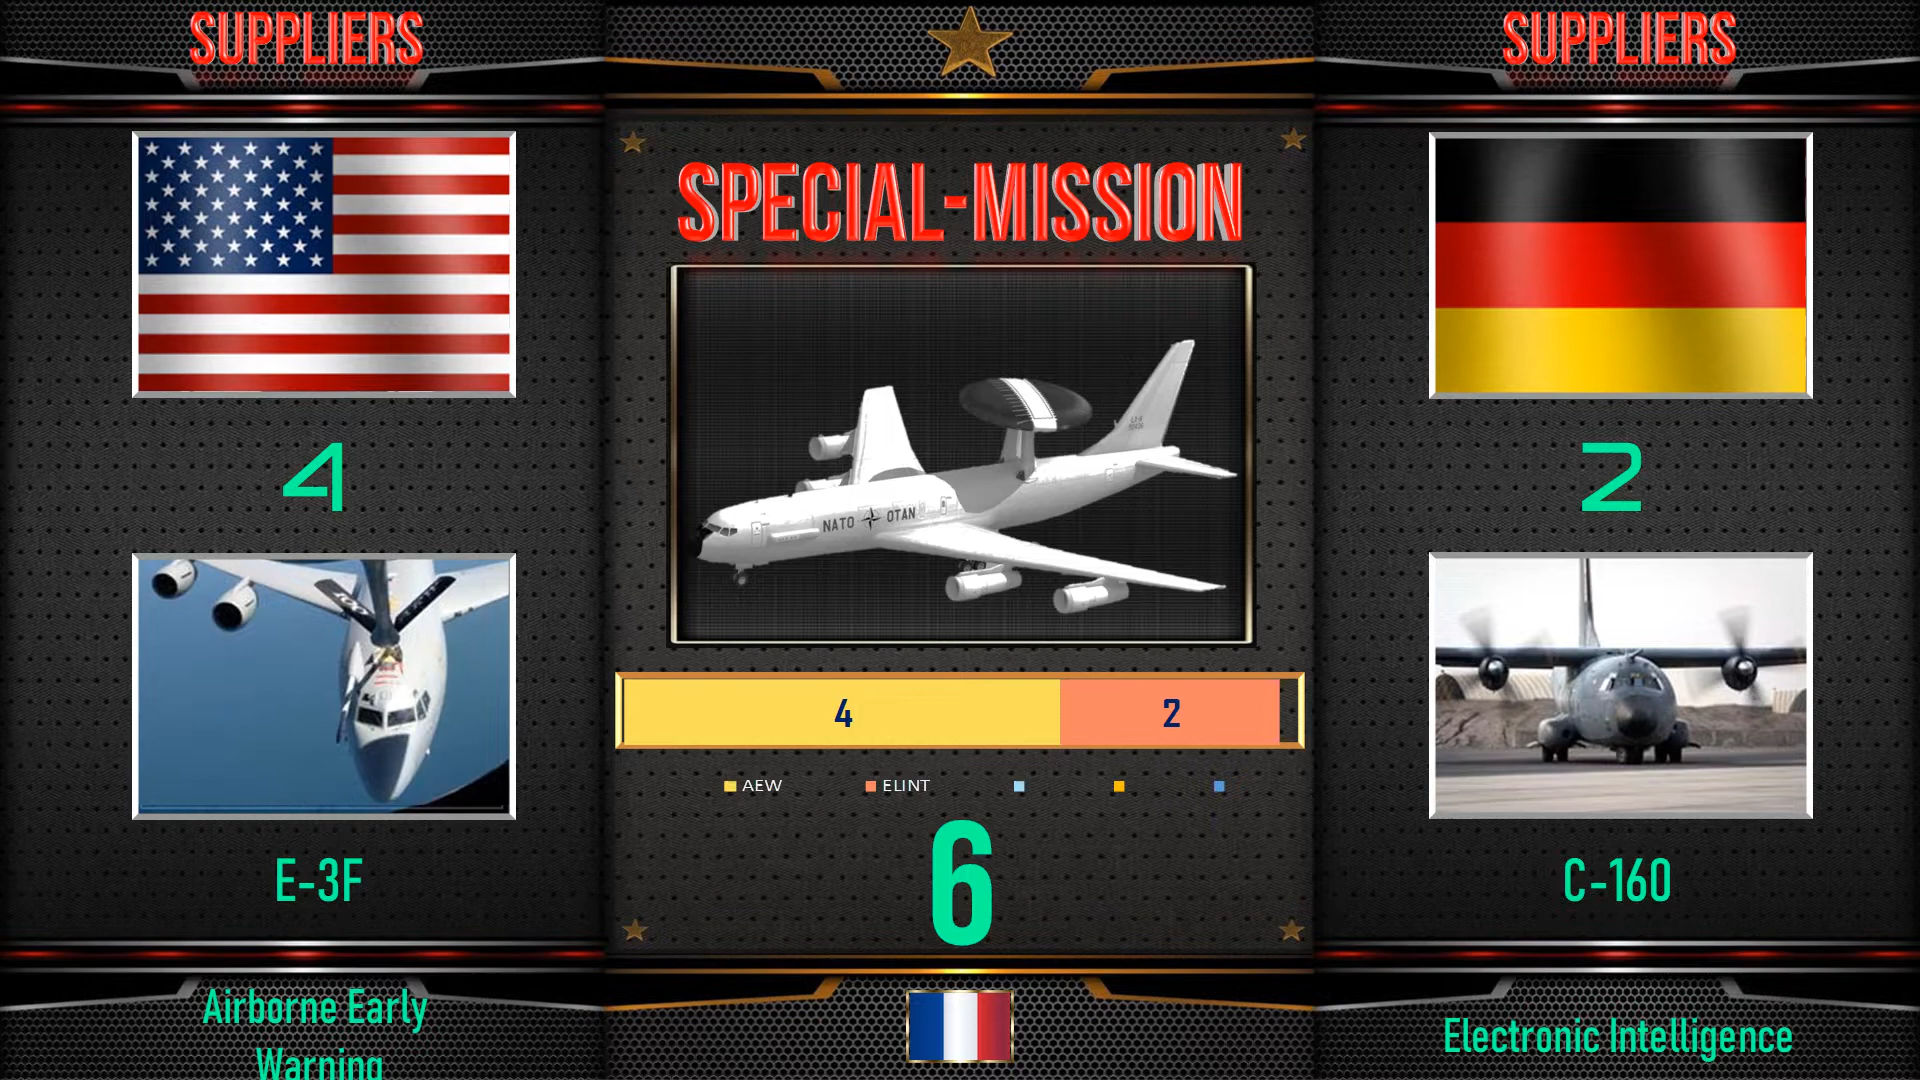 SUPPLIERS
4
E-3F
Airborne Early
Warning
SPECIAL-MISSION
NATO OTAN
4 2
AEW ELINT
6
SUPPLIERS
2
C-160
Electronic Intelligence